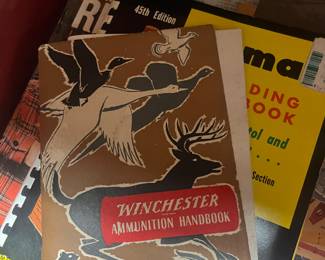 RE
45th Edition
ma
DING
BOOK
tol and
....
Section
WINCHESTER
AMMUNITION HANDBOOK